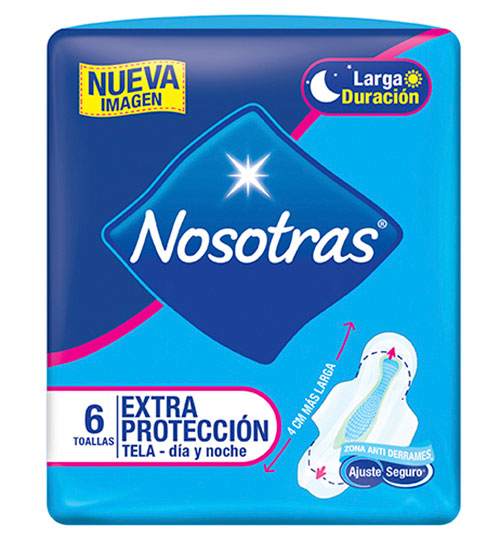 NUEVA
IMAGEN
Larga
Duración
Nosotras®
4 CM MÁS LARGA
6
TOALLAS
EXTRA
PROTECCIÓN
TELA - día y noche
ZONA ANTI DERRAMES
Ajuste Seguro®